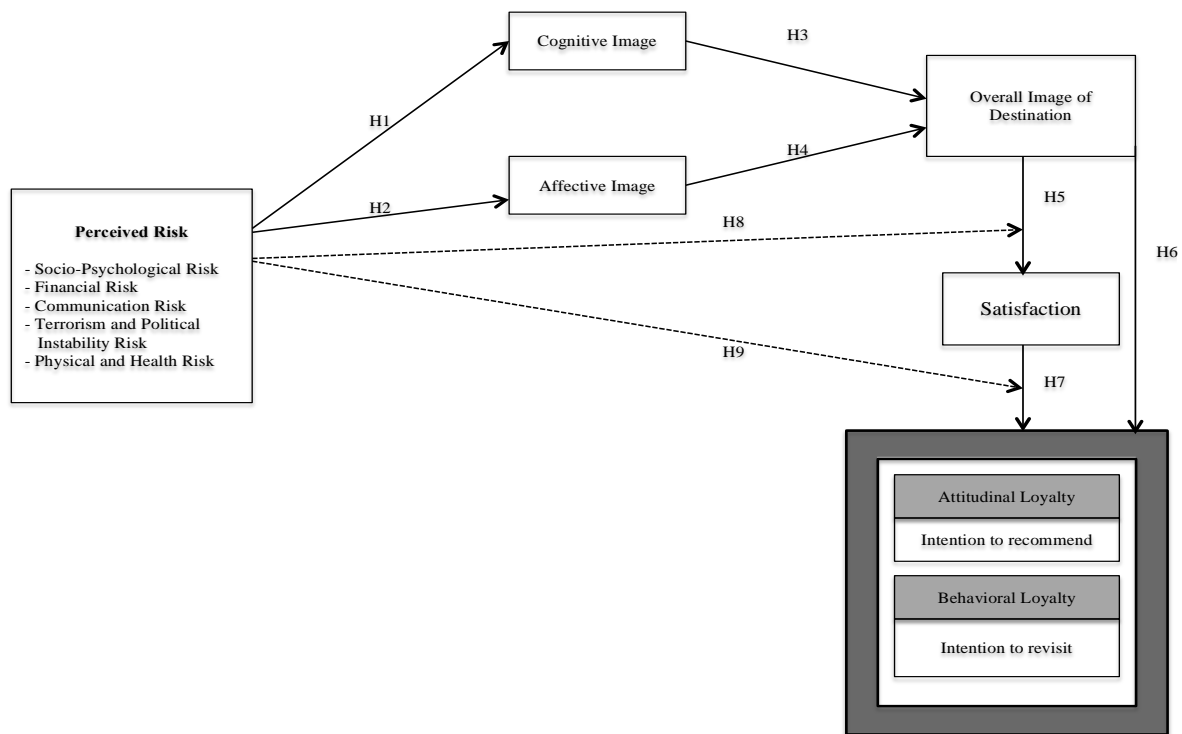 Cognitive Image
H3
Overall Image of
Destination
H1
H4
Affective Image
H2
H5
Perceived Risk
- Socio-Psychological Risk
- Financial Risk
- Communication Risk
- Terrorism and Political
Instability Risk
- Physical and Health Risk
H8
H6
Satisfaction
H9
H7
Attitudinal Loyalty
Intention to recommend
Behavioral Loyalty
Intention to revisit